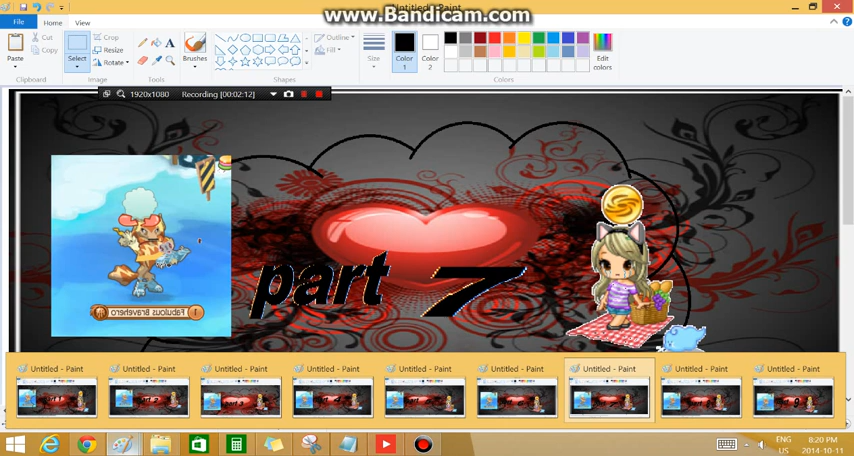 www.Bandicam.com
Untitled - Paint
File
Home
View
Paste
Cut
Copy
Clipboard
Select
Crop
Resize
Rotate
Image
Tools
Brushes
Shapes
Outline
Fill
Size
Color
1
Color
2
Edit
colors
Colors
1920x1080
Recording [00:02:12]
Fabulous Bravehero
part 7
Untitled - Paint
Untitled - Paint
Untitled - Paint
Untitled - Paint
Untitled - Paint
Untitled - Paint
Untitled - Paint
Untitled - Paint
Untitled - Paint
ENG
US
8:20 PM
2014-10-11